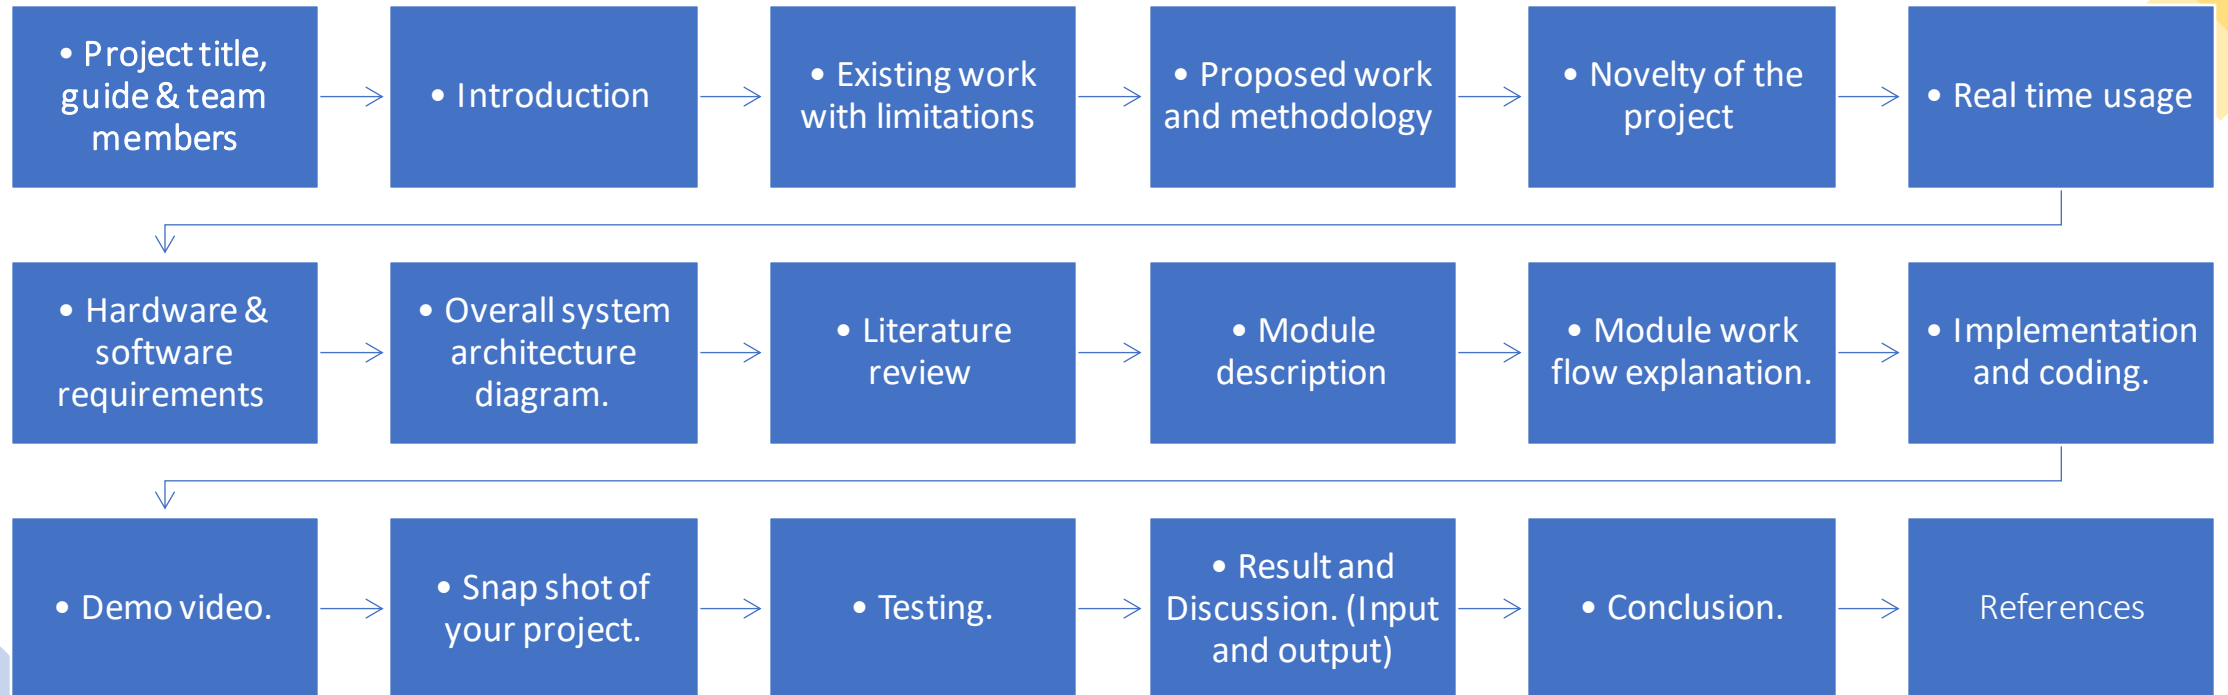 • Project title,
guide & team
members
• Introduction
• Existing work
with limitations
• Proposed work
and methodology
• Novelty of the
project
• Real time usage
• Hardware &
software
requirements
• Overall system
architecture
diagram.
• Literature
review
• Module
description
• Module work
flow explanation.
• Implementation
and coding.
• Demo video.
• Snap shot of
your project.
• Testing.
• Result and
Discussion. (Input
and output)
• Conclusion.
References